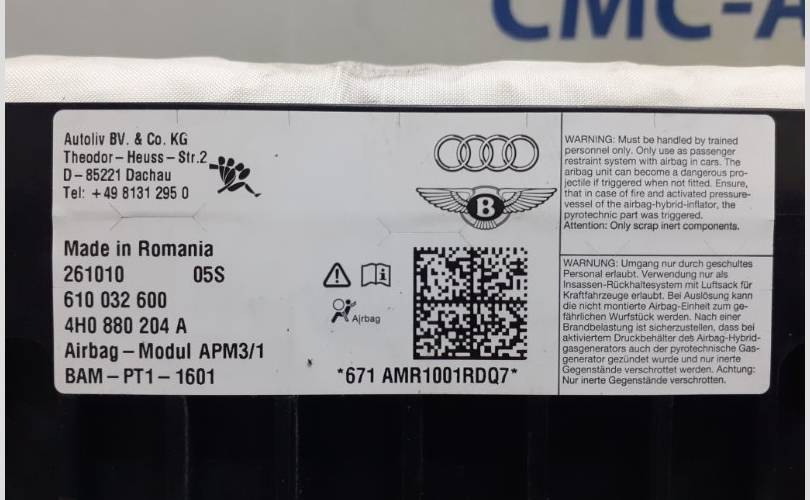 CMC-A
Autoliv BV. & Co. KG
Theodor-Heuss-Str.2
D-85221 Dachau
Tel: +49 8131 295 0
Made in Romania
261010 05S
610 032 600
4H0 880 204 A
Airbag-Modul APM3/1
BAM-PT1-1601
B
Airbag
*671 AMR1001RDQ7*
WARNING: Must be handled by trained
personnel only. Only use as passenger
restraint system with airbag in cars. The
airbag unit can become a dangerous pro-
jectile if triggered when not fitted. Ensure,
that in case of fire and activated pressure-
vessel of the airbag-hybrid-inflator, the
pyrotechnic part was triggered.
Attention: Only scrap inert components.
WARNUNG: Umgang nur durch geschultes
Personal erlaubt. Verwendung nur als
Insassen-Rückhaltesystem mit Luftsack für
Kraftfahrzeuge erlaubt. Bei Auslösung kann
die nicht montierte Airbag-Einheit zum ge-
fährlichen Wurfstück werden. Nach einer
Brandbelastung ist sicherzustellen, dass bei
aktiviertem Druckbehälter des Airbag-Hybrid-
gasgenerators auch der pyrotechnische Gas-
generator gezündet wurde und nur inerte
Gegenstände verschrottet werden. Achtung:
Nur inerte Gegenstände verschrotten.